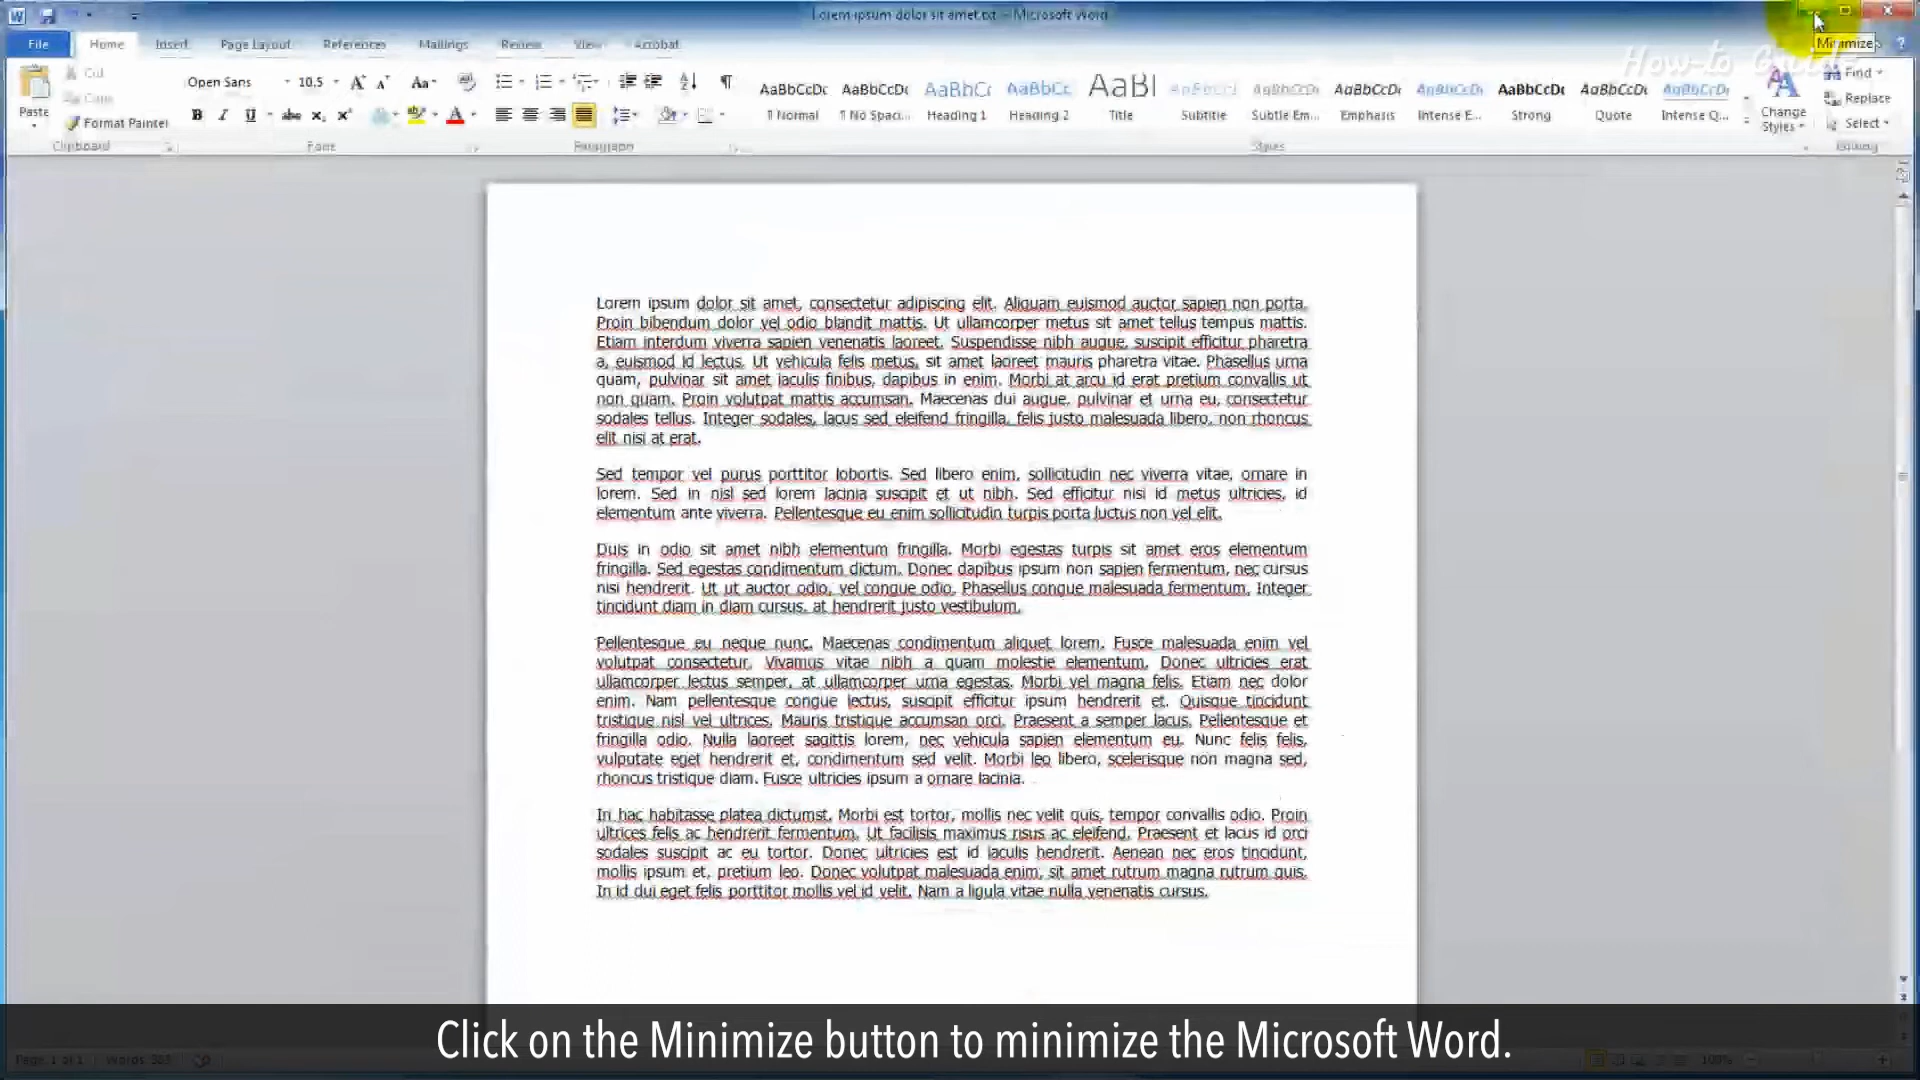 Lorem ipsum dolor sit amet.txt - Microsoft Word
Minimize
File Home Insert Page Layout References Mailings Review View Acrobat
How-to Guide
Paste
Cut
Copy
Format Painter
Clipboard
Open Sans 10.5
Font
Paragraph
AaBbCcDc AaBbCcDc AaBbCc AaBbCc AaBl AaBbCcDc AaBbCcDc AaBbCcDc AaBbCcDc AaBbCcDc AaBbCcDc
¶ Normal ¶ No Spaci... Heading 1 Heading 2 Title Subtitle Subtle Em... Emphasis Intense E... Strong Quote Intense Q...
Change Styles
Styles
Find
Replace
Select
Editing
Lorem ipsum dolor sit amet, consectetur adipiscing elit. Aliquam euismod auctor sapien non porta.
Proin bibendum dolor vel odio blandit mattis. Ut ullamcorper metus sit amet tellus tempus mattis.
Etiam interdum viverra sapien venenatis laoreet. Suspendisse nibh augue, suscipit efficitur pharetra
a, euismod id lectus. Ut vehicula felis metus, sit amet laoreet mauris pharetra vitae. Phasellus urna
quam, pulvinar sit amet iaculis finibus, dapibus in enim. Morbi at arcu id erat pretium convallis ut
non quam. Proin volutpat mattis accumsan. Maecenas dui augue, pulvinar et urna eu, consectetur
sodales tellus. Integer sodales, lacus sed eleifend fringilla, felis justo malesuada libero, non rhoncus
elit nisi at erat.
Sed tempor vel purus porttitor lobortis. Sed libero enim, sollicitudin nec viverra vitae, ornare in
lorem. Sed in nisl sed lorem lacinia suscipit et ut nibh. Sed efficitur nisi id metus ultricies, id
elementum ante viverra. Pellentesque eu enim sollicitudin turpis porta luctus non vel elit.
Duis in odio sit amet nibh elementum fringilla. Morbi egestas turpis sit amet eros elementum
fringilla. Sed egestas condimentum dictum. Donec dapibus ipsum non sapien fermentum, nec cursus
nisi hendrerit. Ut ut auctor odio, vel congue odio. Phasellus congue malesuada fermentum. Integer
tincidunt diam in diam cursus, at hendrerit justo vestibulum.
Pellentesque eu neque nunc. Maecenas condimentum aliquet lorem. Fusce malesuada enim vel
volutpat consectetur. Vivamus vitae nibh a quam molestie elementum. Donec ultricies erat
ullamcorper lectus semper, at ullamcorper urna egestas. Morbi vel magna felis. Etiam nec dolor
enim. Nam pellentesque congue lectus, suscipit efficitur ipsum hendrerit et. Quisque tincidunt
tristique nisl vel ultrices. Mauris tristique accumsan orci. Praesent a semper lacus. Pellentesque et
fringilla odio. Nulla laoreet sagittis lorem, nec vehicula sapien elementum eu. Nunc felis felis,
vulputate eget hendrerit et, condimentum sed velit. Morbi leo libero, scelerisque non magna sed,
rhoncus tristique diam. Fusce ultricies ipsum a ornare lacinia.
In hac habitasse platea dictumst. Morbi est tortor, mollis nec velit quis, tempor convallis odio. Proin
ultrices felis ac hendrerit fermentum. Ut facilisis maximus risus ac eleifend. Praesent et lacus id orci
sodales suscipit ac eu tortor. Donec ultricies est id iaculis hendrerit. Aenean nec eros tincidunt,
mollis ipsum et, pretium leo. Donec volutpat malesuada enim, sit amet rutrum magna rutrum quis.
In id dui eget felis porttitor mollis vel id velit. Nam a ligula vitae nulla venenatis cursus.
Click on the Minimize button to minimize the Microsoft Word.
Page: 1 of 1
100%